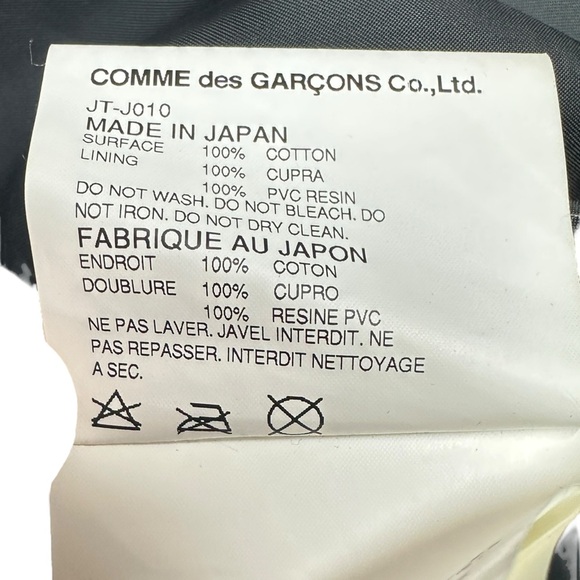 COMME des GARÇONS Co.,Ltd.
JT-J010
MADE IN JAPAN
SURFACE 100% COTTON
LINING 100% CUPRA
100% PVC RESIN
DO NOT WASH. DO NOT BLEACH. DO
NOT IRON. DO NOT DRY CLEAN.
FABRIQUE AU JAPON
ENDROIT 100% COTON
DOUBLURE 100% CUPRO
100% RESINE PVC
NE PAS LAVER. JAVEL INTERDIT. NE
PAS REPASSER. INTERDIT NETTOYAGE
A SEC.